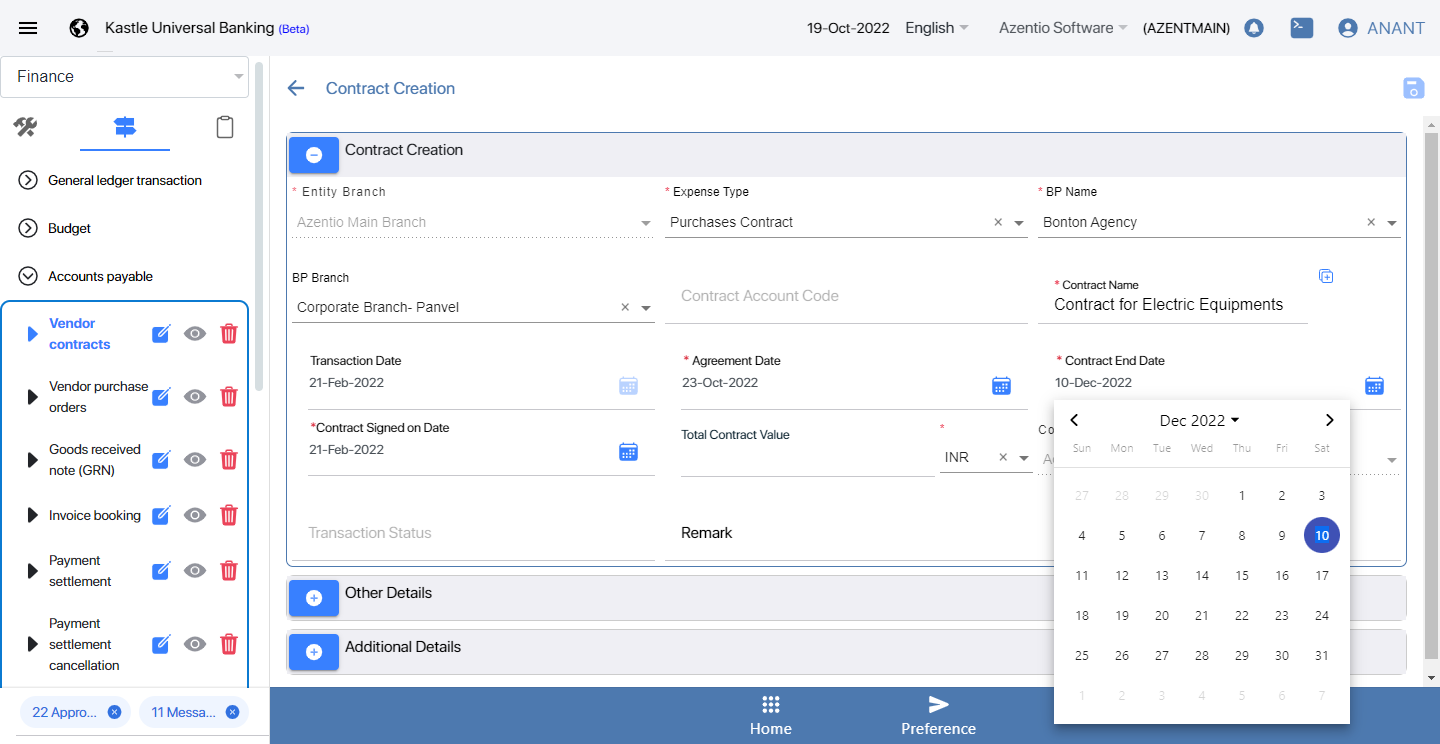 Kastle Universal Banking (Beta)
19-Oct-2022
English
Azentio Software
(AZENTMAIN)
ANANT
Finance
General ledger transaction
Budget
Accounts payable
Vendor
contracts
Vendor purchase
orders
Goods received
note (GRN)
Invoice booking
Payment
settlement
Payment
settlement
cancellation
22 Appro...
11 Messa...
Contract Creation
Contract Creation
* Entity Branch
* Expense Type
* BP Name
Azentio Main Branch
Purchases Contract
Bonton Agency
BP Branch
Corporate Branch- Panvel
Contract Account Code
* Contract Name
Contract for Electric Equipments
Transaction Date
21-Feb-2022
* Agreement Date
23-Oct-2022
* Contract End Date
10-Dec-2022
*Contract Signed on Date
21-Feb-2022
Total Contract Value
*
INR
Co
Transaction Status
Remark
Dec 2022
Sun Mon Tue Wed Thu Fri Sat
27 28 29 30 1 2 3
4 5 6 7 8 9 10
11 12 13 14 15 16 17
18 19 20 21 22 23 24
25 26 27 28 29 30 31
1 2 3 4 5 6 7
Other Details
Additional Details
Home
Preference